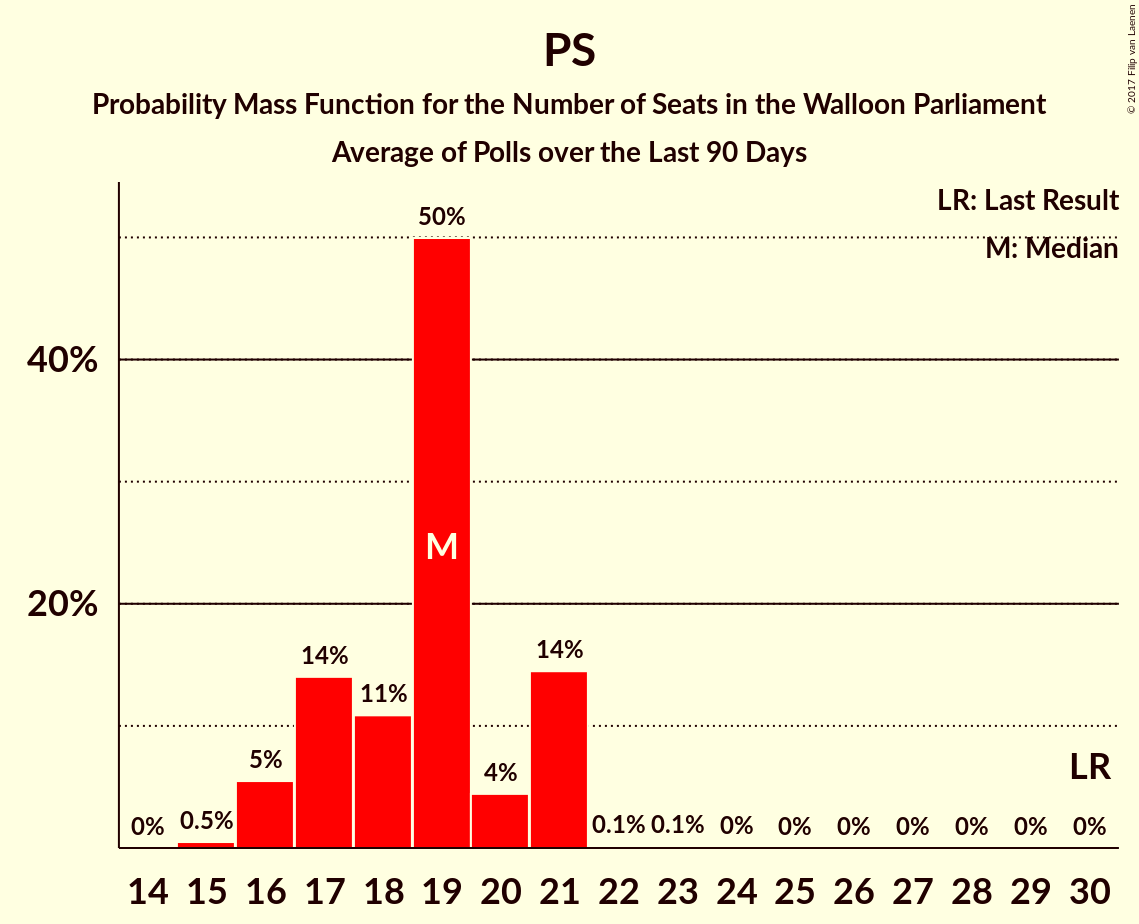 PS
Probability Mass Function for the Number of Seats in the Walloon Parliament
Average of Polls over the Last 90 Days
© 2017 Filip van Laenen
LR: Last Result
M: Median
50%
40%
M
20%
14%
14%
11%
5%
4%
LR
0%
0.5%
0.1%
0.1%
0%
0%
0%
0%
0%
0%
0%
14 15 16 17 18 19 20 21 22 23 24 25 26 27 28 29 30